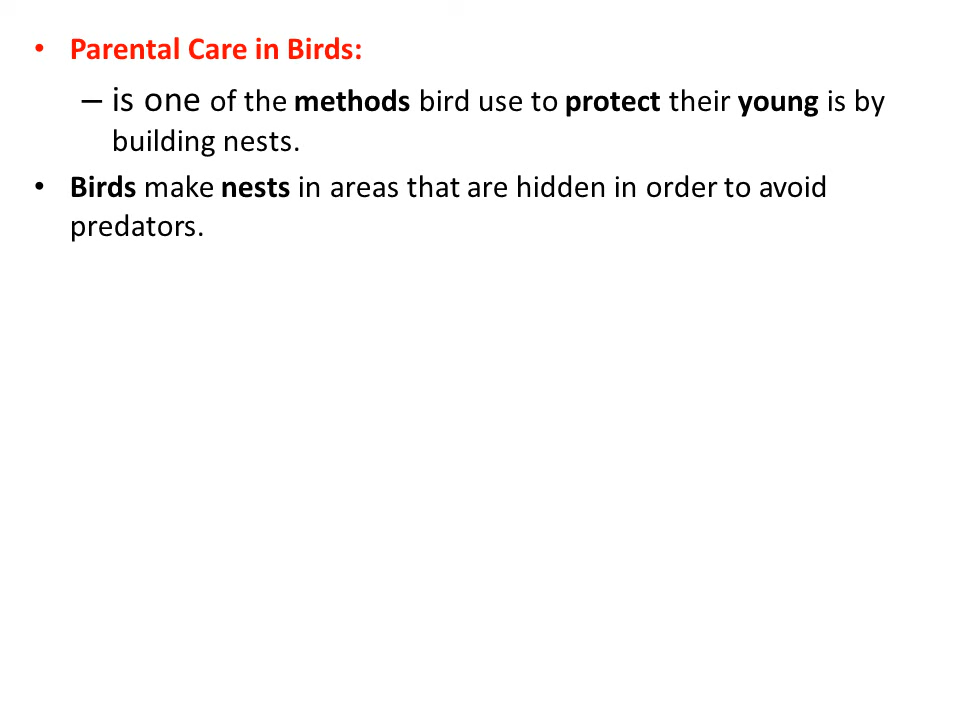 • Parental Care in Birds:
– is one of the methods bird use to protect their young is by
building nests.
• Birds make nests in areas that are hidden in order to avoid
predators.